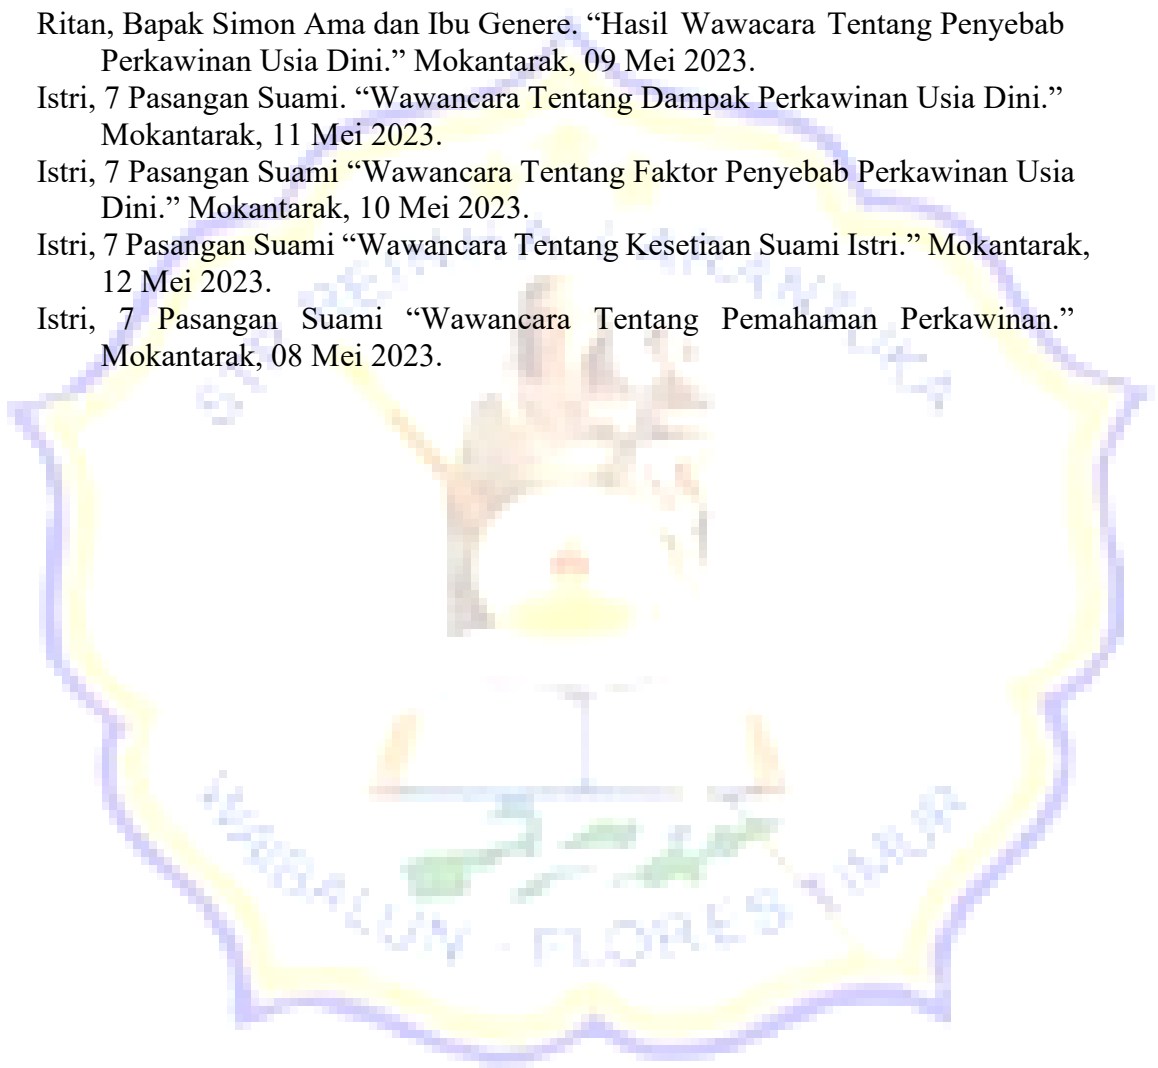 Ritan, Bapak Simon Ama dan Ibu Genere. “Hasil Wawacara Tentang Penyebab
Perkawinan Usia Dini.” Mokantarak, 09 Mei 2023.
Istri, 7 Pasangan Suami. “Wawancara Tentang Dampak Perkawinan Usia Dini.”
Mokantarak, 11 Mei 2023.
Istri, 7 Pasangan Suami “Wawancara Tentang Faktor Penyebab Perkawinan Usia
Dini.” Mokantarak, 10 Mei 2023.
Istri, 7 Pasangan Suami “Wawancara Tentang Kesetiaan Suami Istri.” Mokantarak,
12 Mei 2023.
Istri, 7 Pasangan Suami “Wawancara Tentang Pemahaman Perkawinan.”
Mokantarak, 08 Mei 2023.
WAIBALUN - FLORES TIMUR